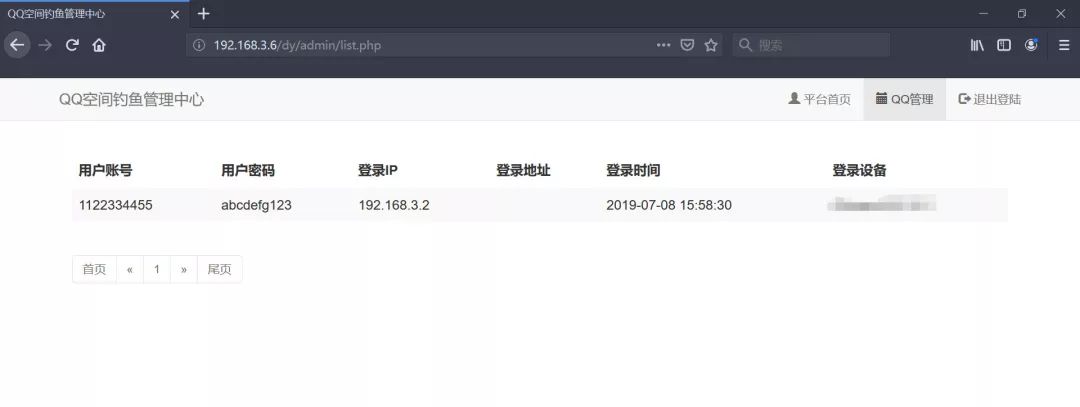 QQ空间钓鱼管理中心
192.168.3.6/dy/admin/list.php
搜索
QQ空间钓鱼管理中心
平台首页
QQ管理
退出登陆
用户账号 用户密码 登录IP 登录地址 登录时间 登录设备
1122334455 abcdefg123 192.168.3.2 2019-07-08 15:58:30
首页 « 1 » 尾页